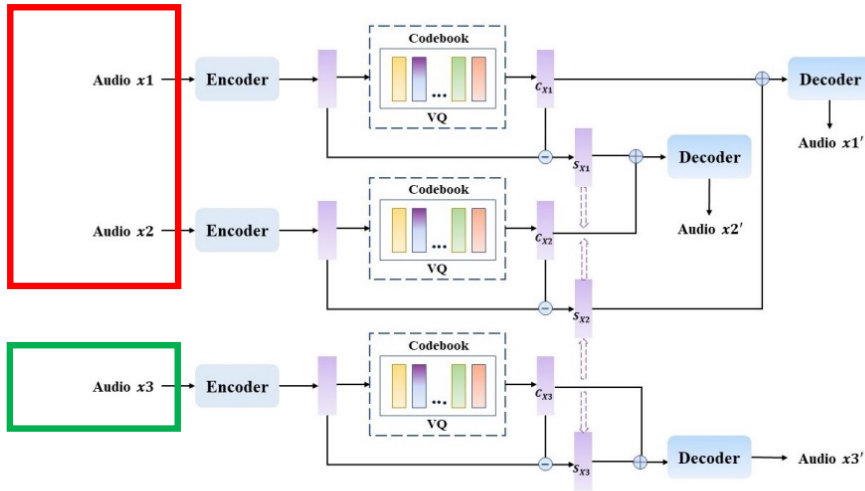 Codebook
Audio x1
Encoder
...
C_X1
Decoder
VQ
Audio x1′
S_X1
Decoder
Codebook
Audio x2
Encoder
...
C_X2
Audio x2′
VQ
S_X2
Codebook
Audio x3
Encoder
...
C_X3
VQ
S_X3
Decoder
Audio x3′